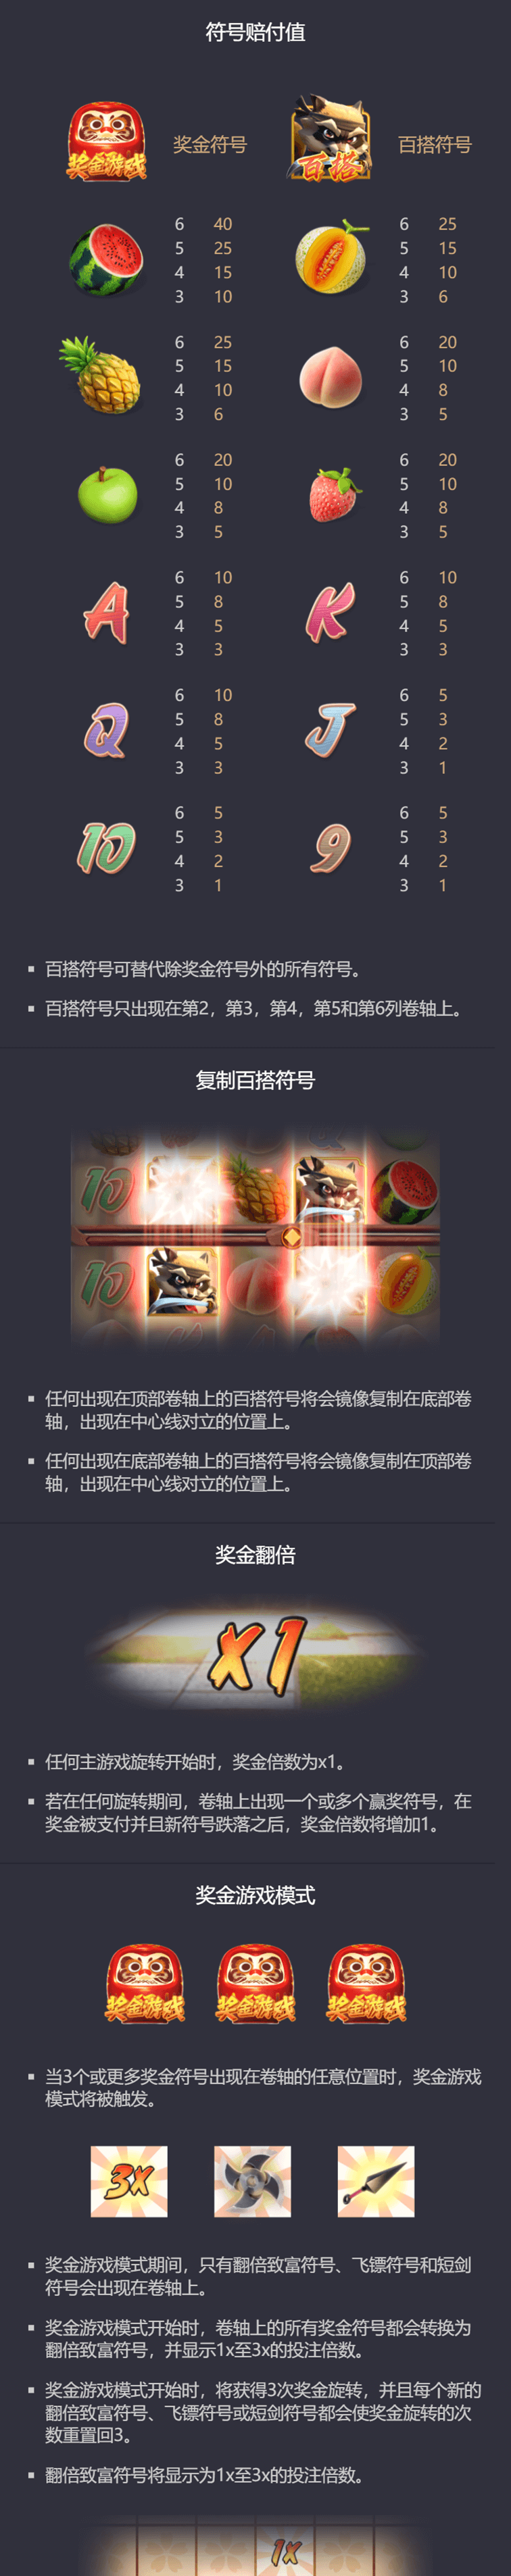 符号赔付值
奖金游戏 奖金符号 百搭 百搭符号
6 40 6 25
5 25 5 15
4 15 4 10
3 10 3 6
6 25 6 20
5 15 5 10
4 10 4 8
3 6 3 5
6 20 6 20
5 10 5 10
4 8 4 8
3 5 3 5
A K
6 10 6 10
5 8 5 8
4 5 4 5
3 3 3 3
Q J
6 10 6 5
5 8 5 3
4 5 4 2
3 3 3 1
10 9
6 5 6 5
5 3 5 3
4 2 4 2
3 1 3 1
▪ 百搭符号可替代除奖金符号外的所有符号。
▪ 百搭符号只出现在第2，第3，第4，第5和第6列卷轴上。
复制百搭符号
10
10
▪ 任何出现在顶部卷轴上的百搭符号将会镜像复制在底部卷
轴，出现在中心线对立的位置上。
▪ 任何出现在底部卷轴上的百搭符号将会镜像复制在顶部卷
轴，出现在中心线对立的位置上。
奖金翻倍
x1
▪ 任何主游戏旋转开始时，奖金倍数为x1。
▪ 若在任何旋转期间，卷轴上出现一个或多个赢奖符号，在
奖金被支付并且新符号跌落之后，奖金倍数将增加1。
奖金游戏模式
奖金游戏 奖金游戏 奖金游戏
▪ 当3个或更多奖金符号出现在卷轴的任意位置时，奖金游戏
模式将被触发。
3X
▪ 奖金游戏模式期间，只有翻倍致富符号、飞镖符号和短剑
符号会出现在卷轴上。
▪ 奖金游戏模式开始时，卷轴上的所有奖金符号都会转换为
翻倍致富符号，并显示1x至3x的投注倍数。
▪ 奖金游戏模式开始时，将获得3次奖金旋转，并且每个新的
翻倍致富符号、飞镖符号或短剑符号都会使奖金旋转的次
数重置回3。
▪ 翻倍致富符号将显示为1x至3x的投注倍数。
1X